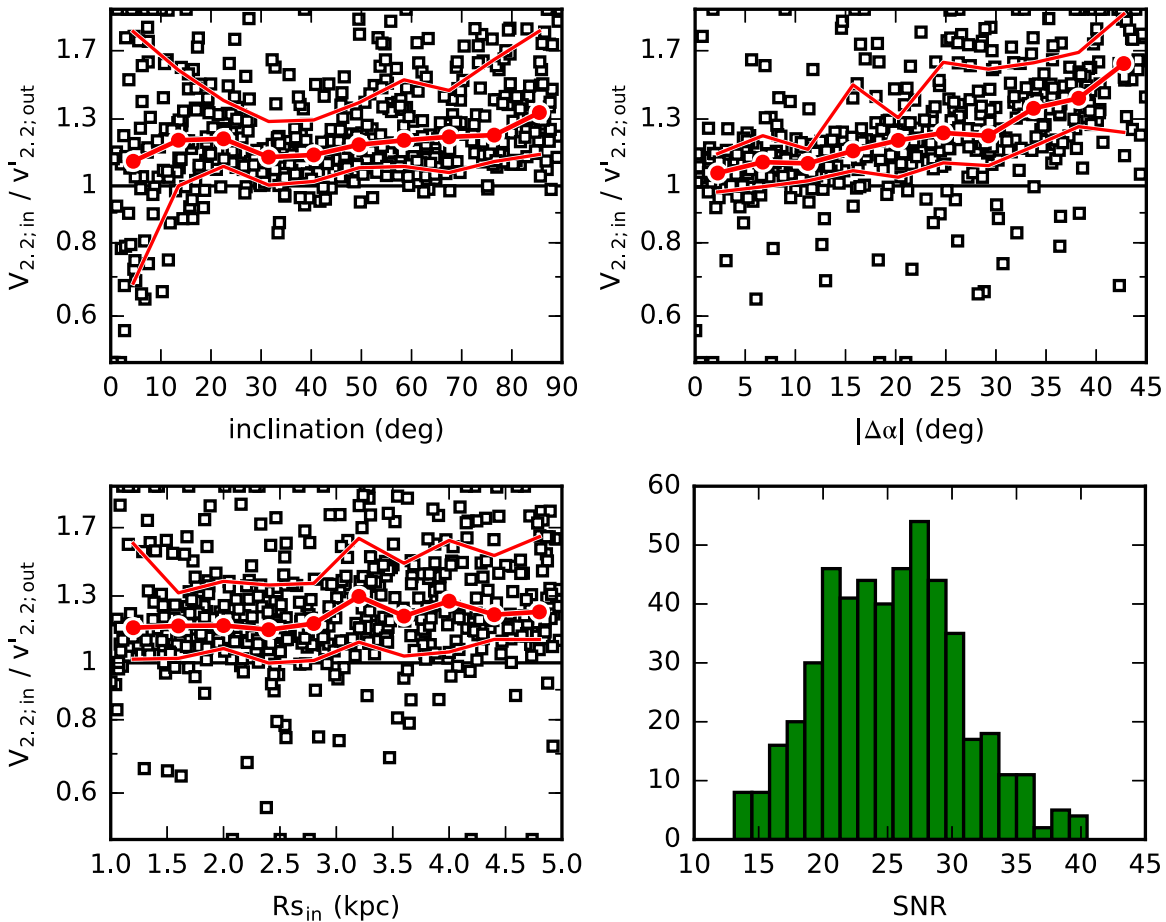 V2.2; in / v'2.2; out
1.7
1.3
1
0.8
0.6
0 10 20 30 40 50 60 70 80 90
inclination (deg)
V2.2; in / v'2.2; out
1.7
1.3
1
0.8
0.6
0 5 10 15 20 25 30 35 40 45
|Δα| (deg)
V2.2; in / v'2.2; out
1.7
1.3
1
0.8
0.6
1.0 1.5 2.0 2.5 3.0 3.5 4.0 4.5 5.0
Rsin (kpc)
60
50
40
30
20
10
0
10 15 20 25 30 35 40 45
SNR